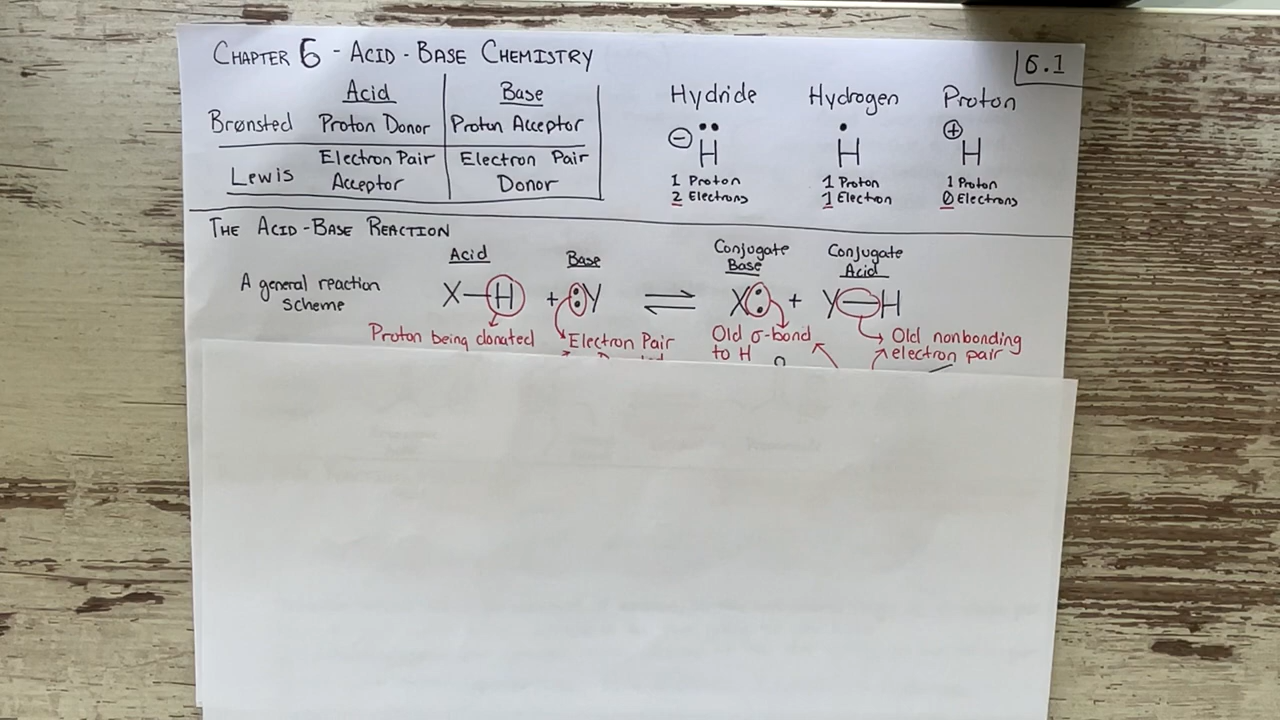 CHAPTER 6 - ACID-BASE CHEMISTRY
6.1
Acid Base
Brønsted Proton Donor Proton Acceptor
Lewis Electron Pair Acceptor Electron Pair Donor
Hydride Hydrogen Proton
⊖ H H ⊕ H
1 Proton 1 Proton 1 Proton
2 Electrons 1 Electron 0 Electrons
THE ACID-BASE REACTION
Acid Base Conjugate Base Conjugate Acid
A general reaction scheme
X—H + :Y ⇌ X: + Y—H
Proton being donated
Electron Pair
Old σ-bond
to H
Old nonbonding
electron pair